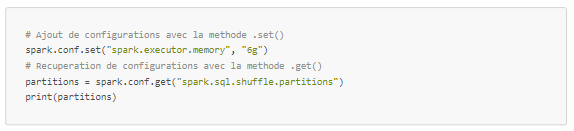 # Ajout de configurations avec la methode .set()
spark.conf.set("spark.executor.memory", "6g")
# Recuperation de configurations avec la methode .get()
partitions = spark.conf.get("spark.sql.shuffle.partitions")
print(partitions)